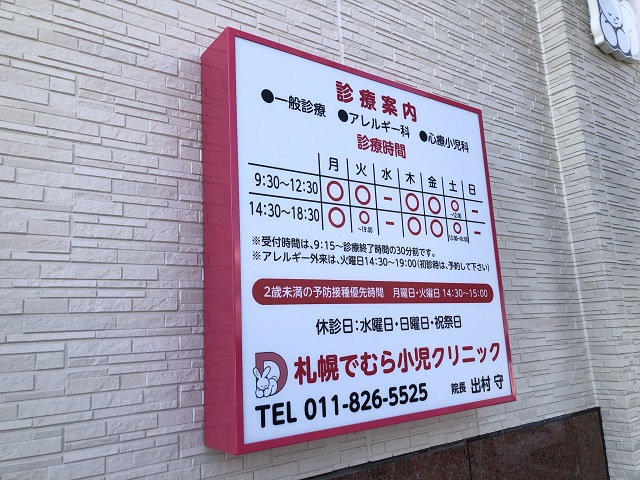 診療案内
●一般診療 ●アレルギー科 ●心療小児科
診療時間
月 火 水 木 金 土 日
9:30～12:30 ○ ○ － ○ ○ ○ －
～12:00
14:30～18:30 ○ ○ － ○ ○ ○ －
～19:00
※受付時間は、9:15～診療終了時間の30分前です。
※アレルギー外来は、火曜日14:30～19:00(初診時は、予約して下さい)
2歳未満の予防接種優先時間 月曜日・火曜日 14:30～15:00
休診日:水曜日・日曜日・祝祭日
札幌でむら小児クリニック
TEL 011-826-5525 院長 出村 守